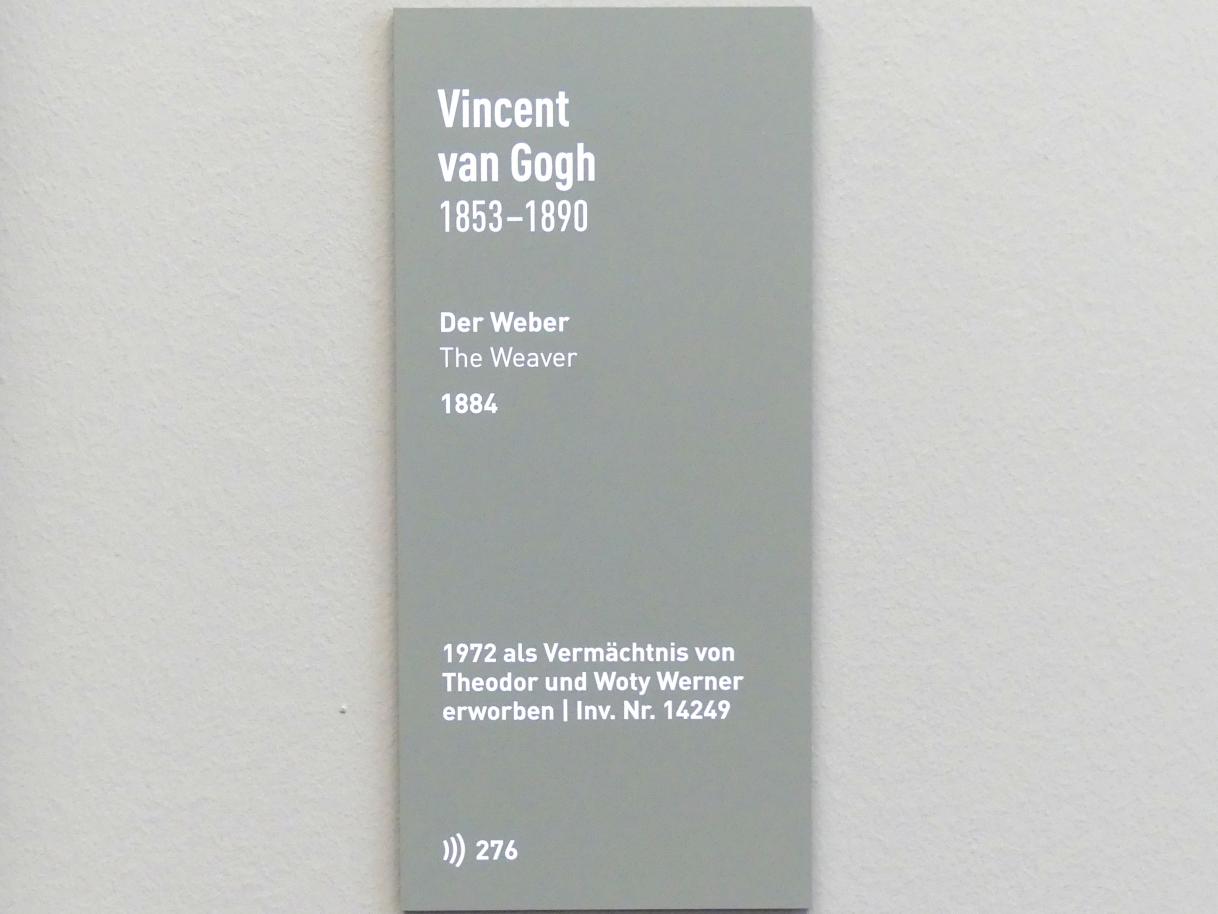 Vincent
van Gogh
1853–1890
Der Weber
The Weaver
1884
1972 als Vermächtnis von
Theodor und Woty Werner
erworben | Inv. Nr. 14249
276